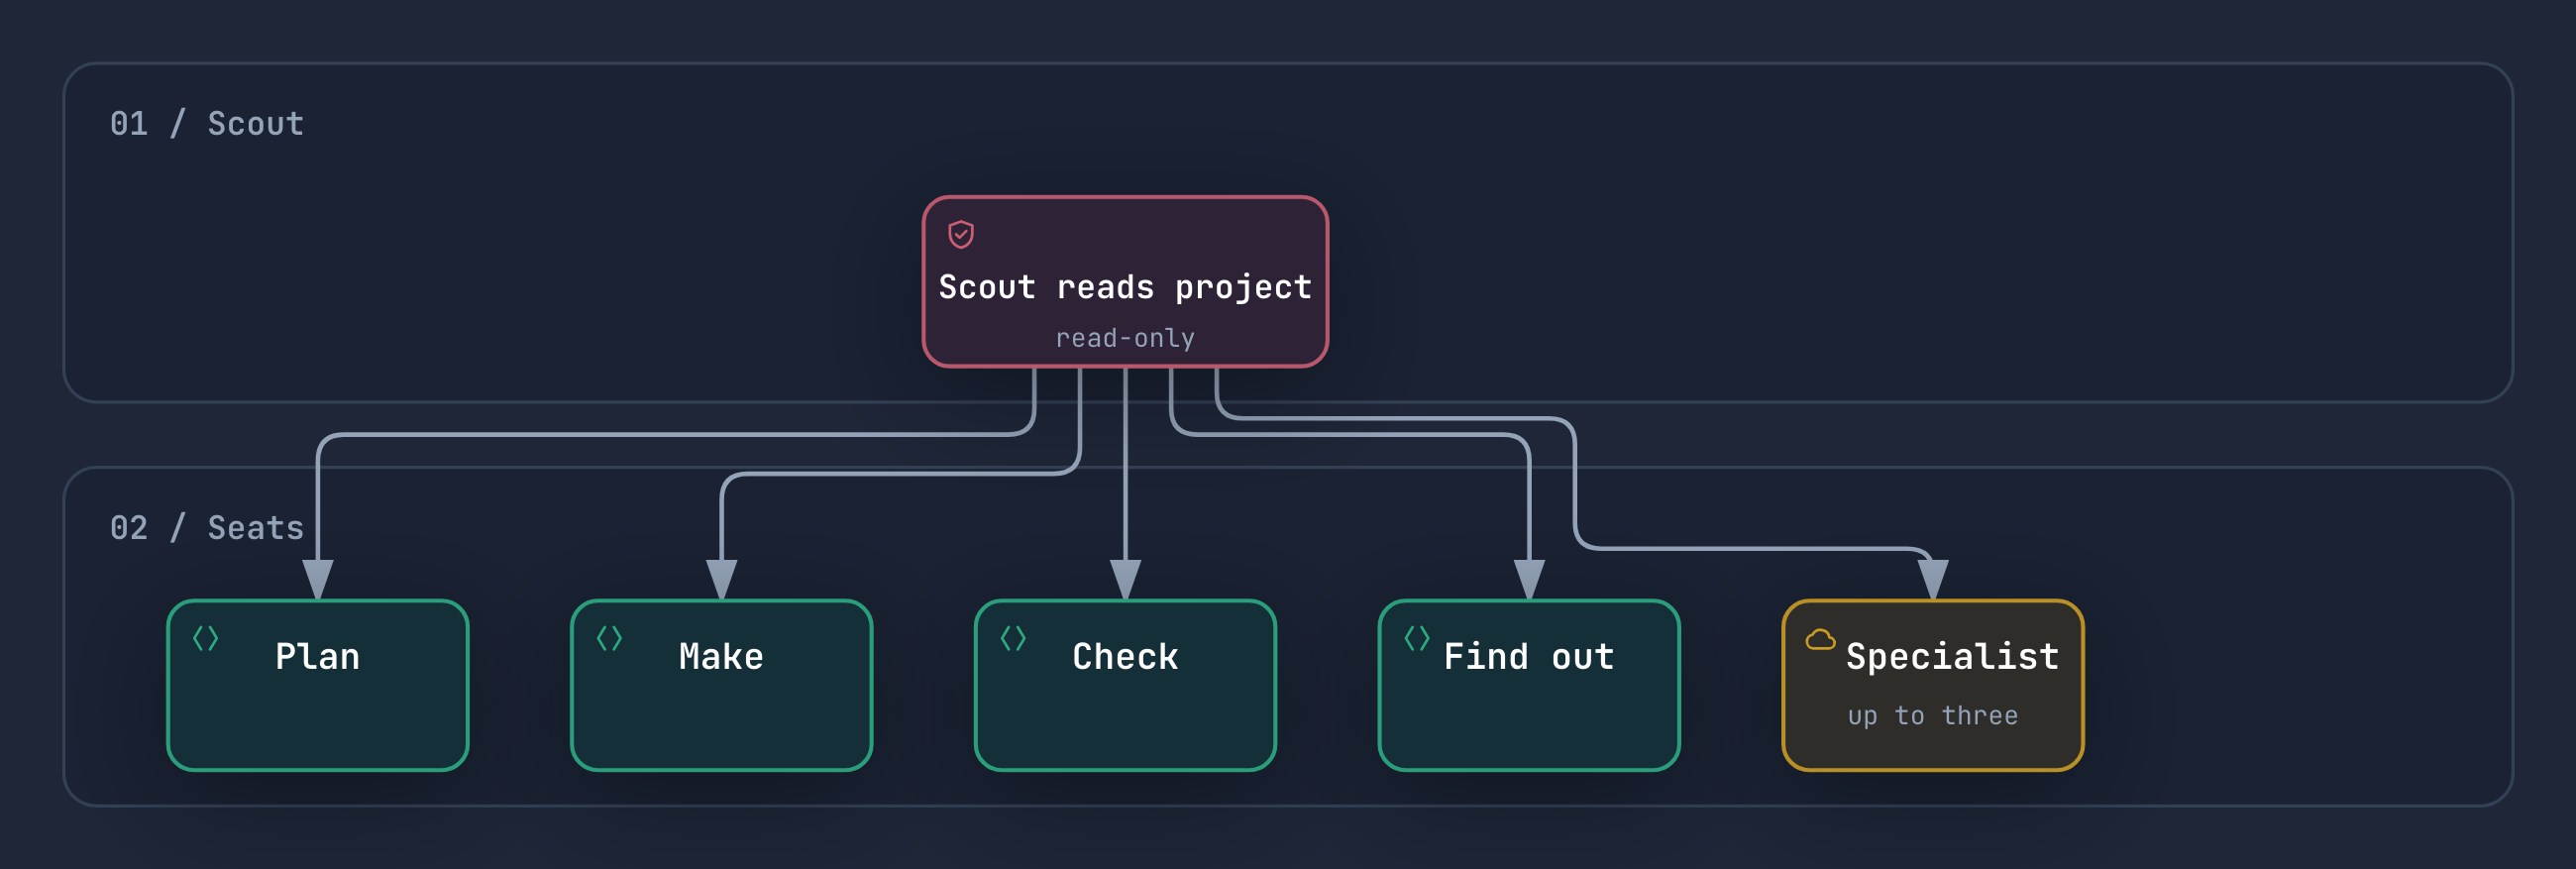 01 / Scout
Scout reads project
read-only
02 / Seats
Plan
Make
Check
Find out
Specialist
up to three